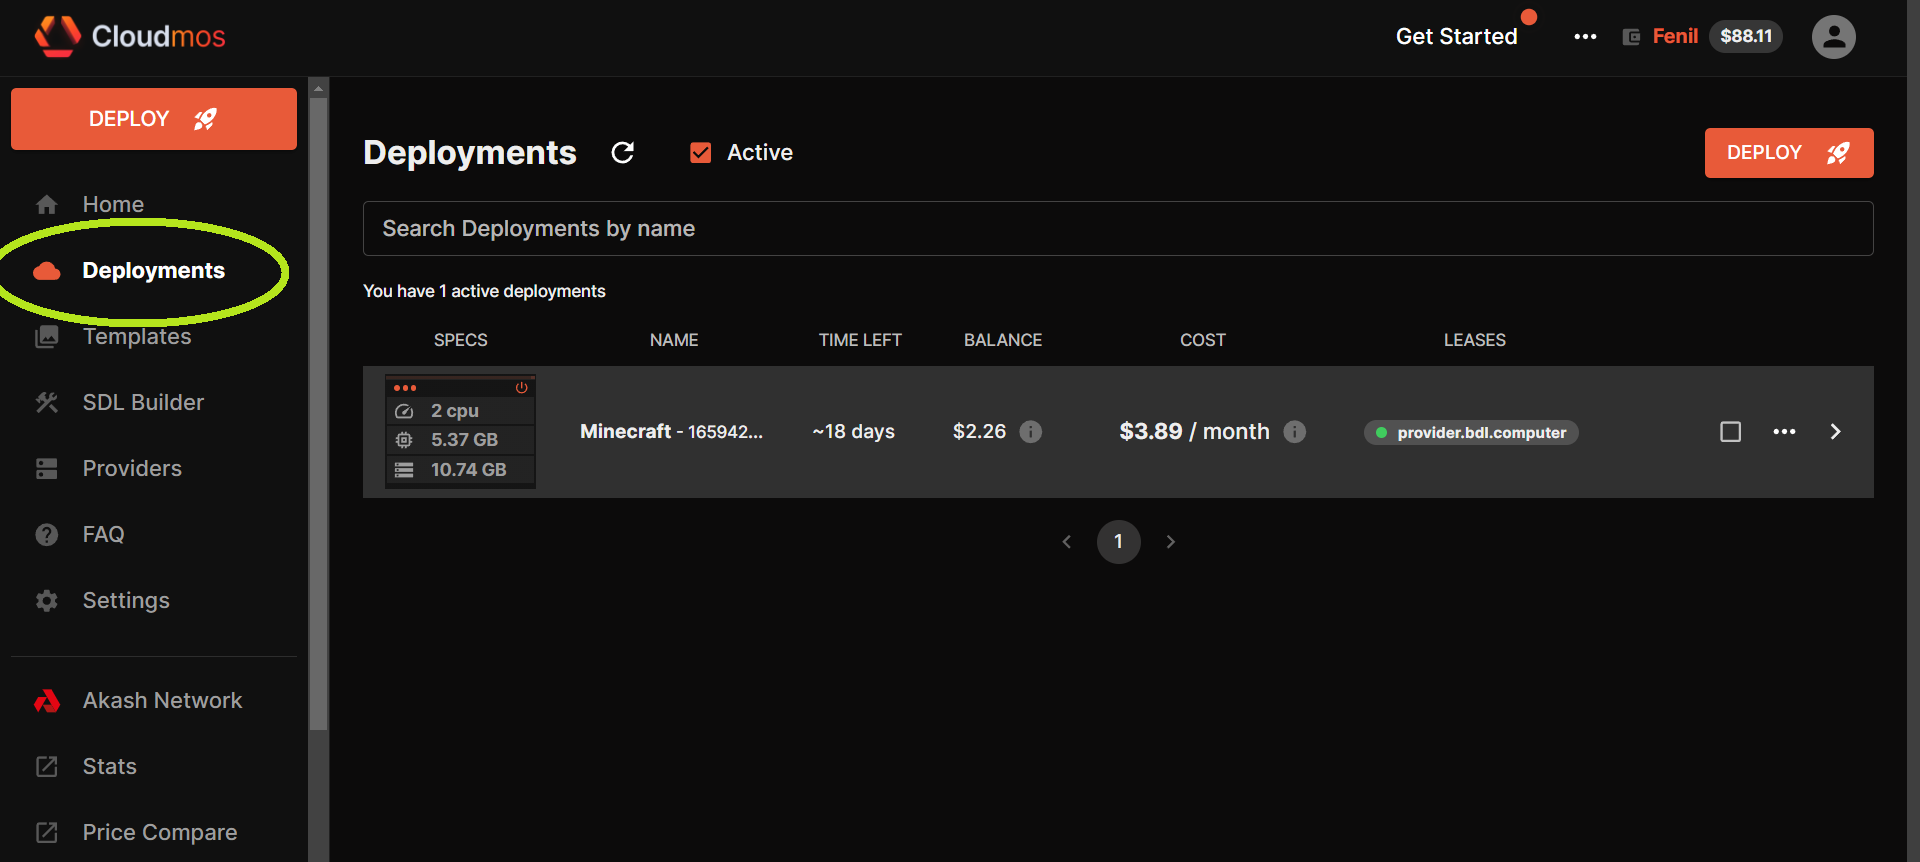 Cloudmos
Get Started
Fenil $88.11
DEPLOY
Home
Deployments
Templates
SDL Builder
Providers
FAQ
Settings
Akash Network
Stats
Price Compare
Deployments Active
DEPLOY
Search Deployments by name
You have 1 active deployments
SPECS NAME TIME LEFT BALANCE COST LEASES
2 cpu
5.37 GB
10.74 GB
Minecraft - 165942... ~18 days $2.26 $3.89 / month provider.bdl.computer
1